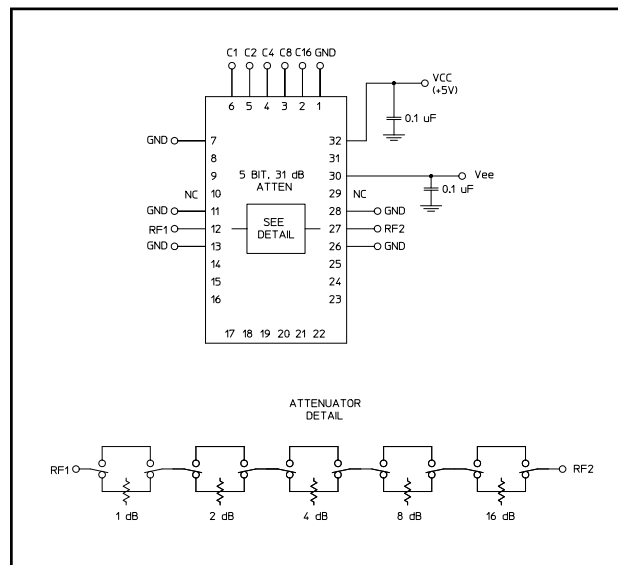 C1 C2 C4 C8 C16 GND
VCC
(+5V)
6 5 4 3 2 1
0.1 uF
GND 7 32
8 31
9 5 BIT, 31 dB 30 Vee
NC 10 ATTEN 29 NC 0.1 uF
GND 11 28 GND
RF1 12 SEE 27 RF2
GND 13 DETAIL 26 GND
14 25
15 24
16 23
17 18 19 20 21 22
ATTENUATOR
DETAIL
RF1 RF2
1 dB 2 dB 4 dB 8 dB 16 dB